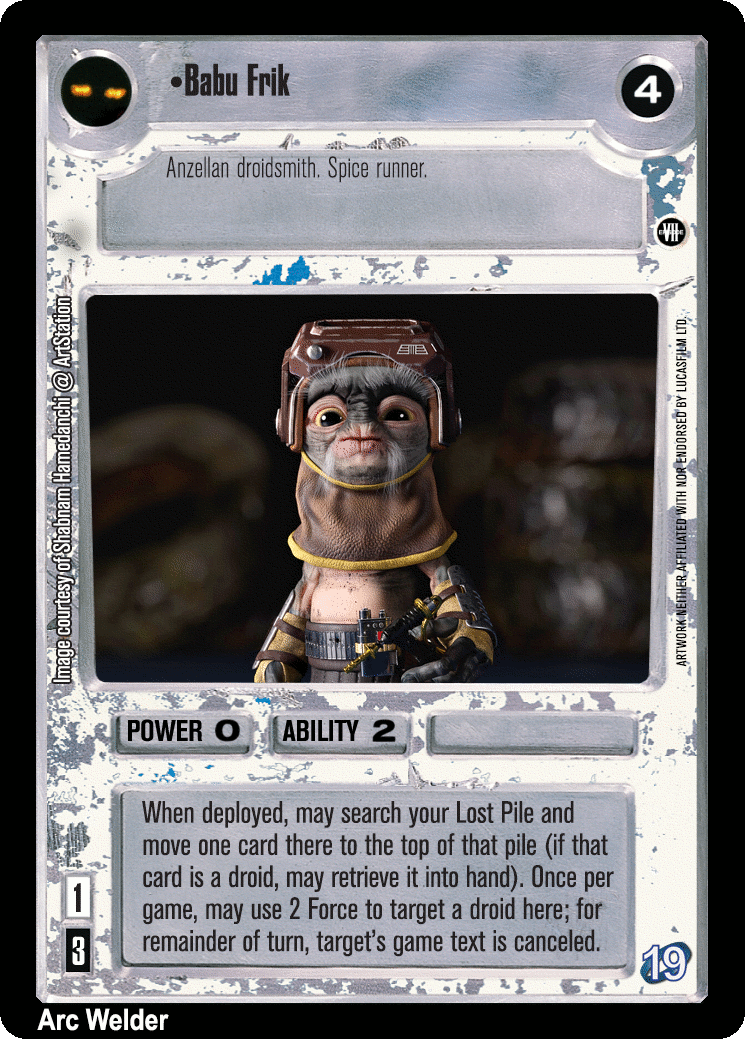 •Babu Frik
4
Anzellan droidsmith. Spice runner.
EPISODE
VII
Image courtesy of Shabnam Hamedanchi @ ArtStation
ARTWORK NEITHER AFFILIATED WITH NOR ENDORSED BY LUCASFILM LTD.
POWER 0 ABILITY 2
When deployed, may search your Lost Pile and
move one card there to the top of that pile (if that
card is a droid, may retrieve it into hand). Once per
game, may use 2 Force to target a droid here; for
remainder of turn, target's game text is canceled.
1
3
19
Arc Welder